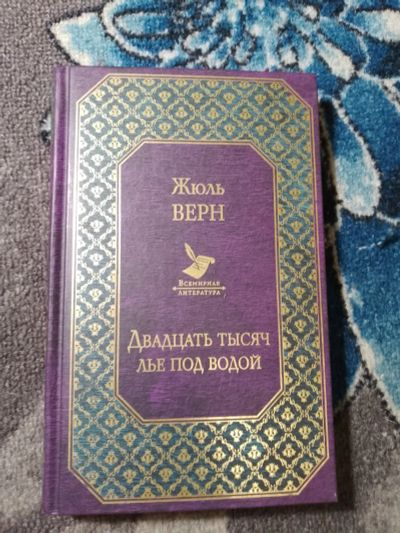 Жюль
ВЕРН
Всемирная
литература
Двадцать тысяч
лье под водой